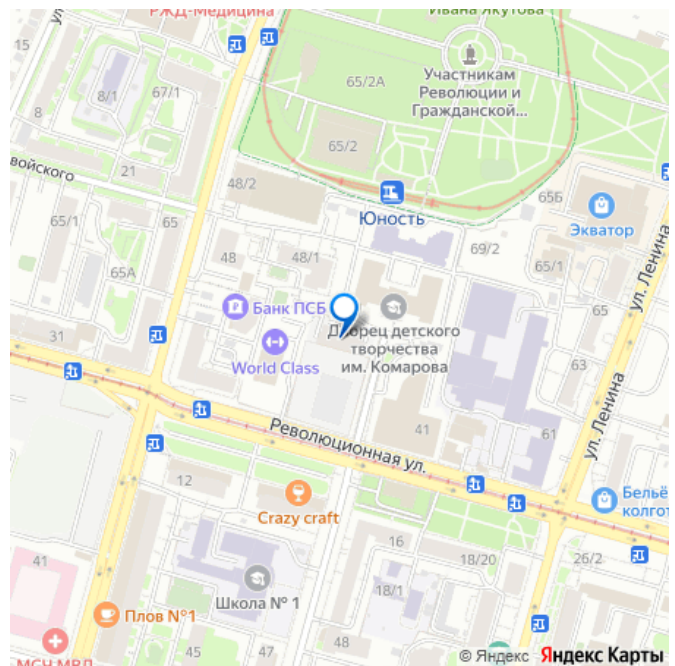 РЖД-Медицина
Ивана Якутова
ул.
15
8/1
67/1
65/2А
Участникам
Революции и
Гражданской...
8
65/2
21
войского
48/2
65Б
Экватор
Юность
65/1
65
69/2
65А
48
48/1
65/1
ул. Ленина
Банк ПСБ
65
31
Дворец детского
творчества
им. Комарова
World Class
63
ул. Ленина
Революционная ул.
41
61
12
Crazy craft
Бельё
колгот
16
41
18/20
26/2
Школа № 1
18/1
Плов №1
47
48
МСЧ МВД
© Яндекс Яндекс Карты